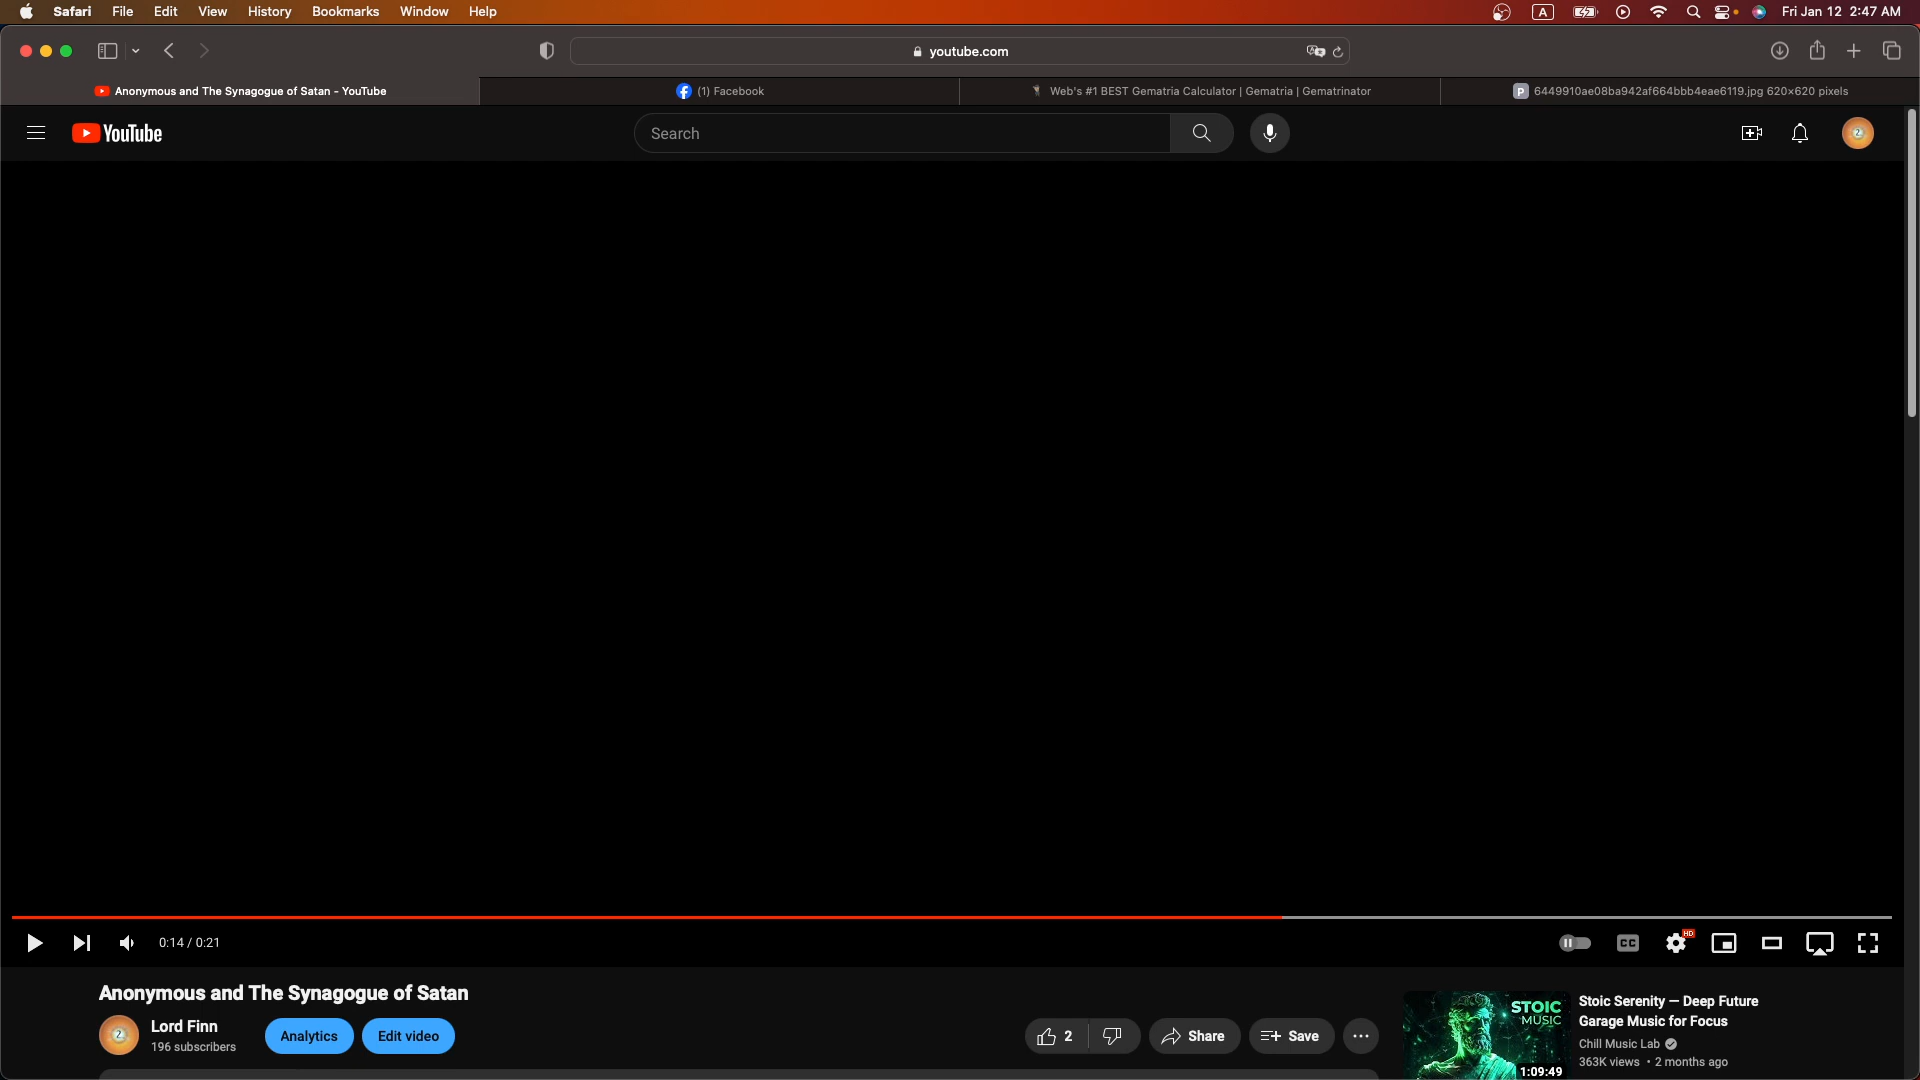 Safari File Edit View History Bookmarks Window Help A Fri Jan 12 2:47 AM
youtube.com
Anonymous and The Synagogue of Satan - YouTube
(1) Facebook
Web's #1 BEST Gematria Calculator | Gematria | Gematrinator
P 6449910ae08ba942af664bbb4eae6119.jpg 620×620 pixels
YouTube
Search
2
0:14 / 0:21
CC
HD
Anonymous and The Synagogue of Satan
2
Lord Finn
196 subscribers
Analytics
Edit video
2
Share
Save
STOIC
MUSIC
1:09:49
Stoic Serenity — Deep Future
Garage Music for Focus
Chill Music Lab
363K views • 2 months ago